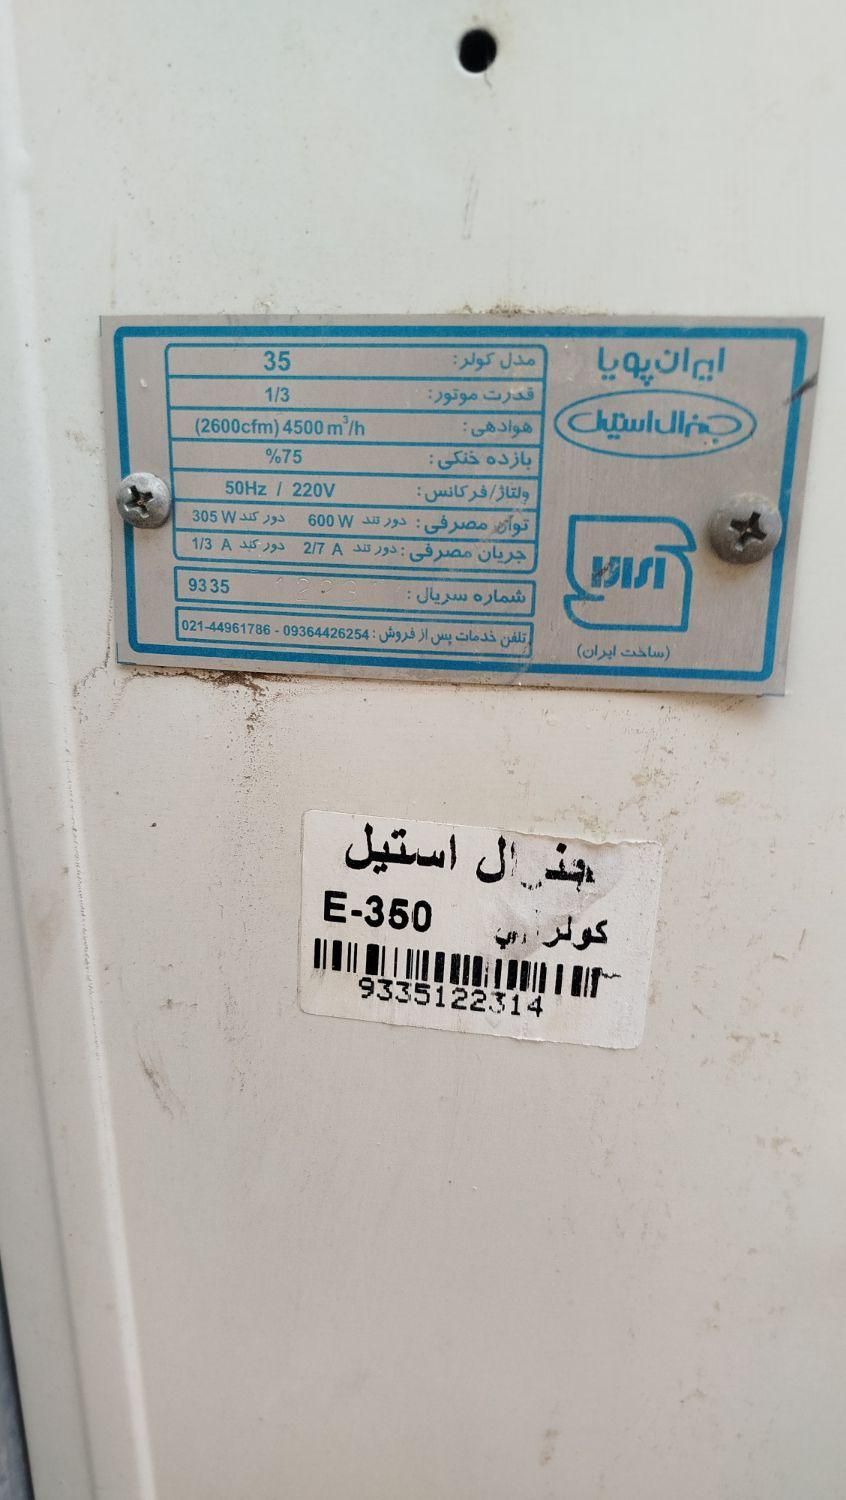 ایران پویا
جنرال استیل
(ساخت ایران)
مدل کولر: 35
قدرت موتور: 1/3
هوادهی: 4500 m³/h (2600cfm)
بازده خنکی: %75
ولتاژ/فرکانس: 50Hz / 220V
توان مصرفی: دور تند 600 W دور کند 305 W
جریان مصرفی: دور تند 2/7 A دور کند 1/3 A
شماره سریال: 9335
تلفن خدمات پس از فروش: 09364426254 - 021-44961786
جنرال استیل
کولر آبی E-350
9335122314